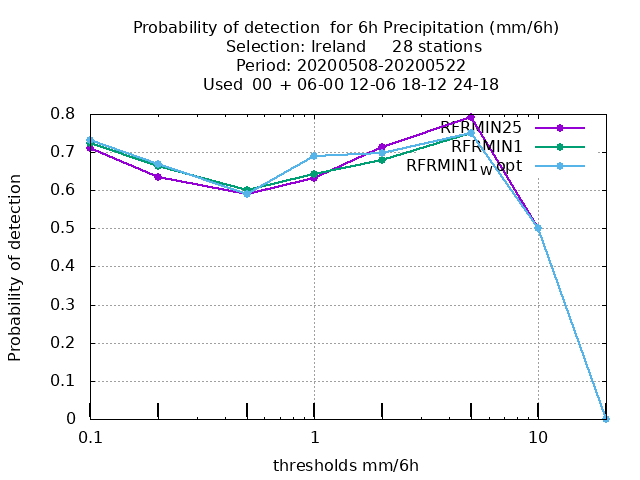 Probability of detection  for 6h Precipitation (mm/6h)
Selection: Ireland     28 stations
Period: 20200508-20200522
Used  00  + 06-00 12-06 18-12 24-18
Probability of detection
0.8
0.7
0.6
0.5
0.4
0.3
0.2
0.1
0
RFRMIN25
RFRMIN1
RFRMIN1wopt
0.1 1 10
thresholds mm/6h